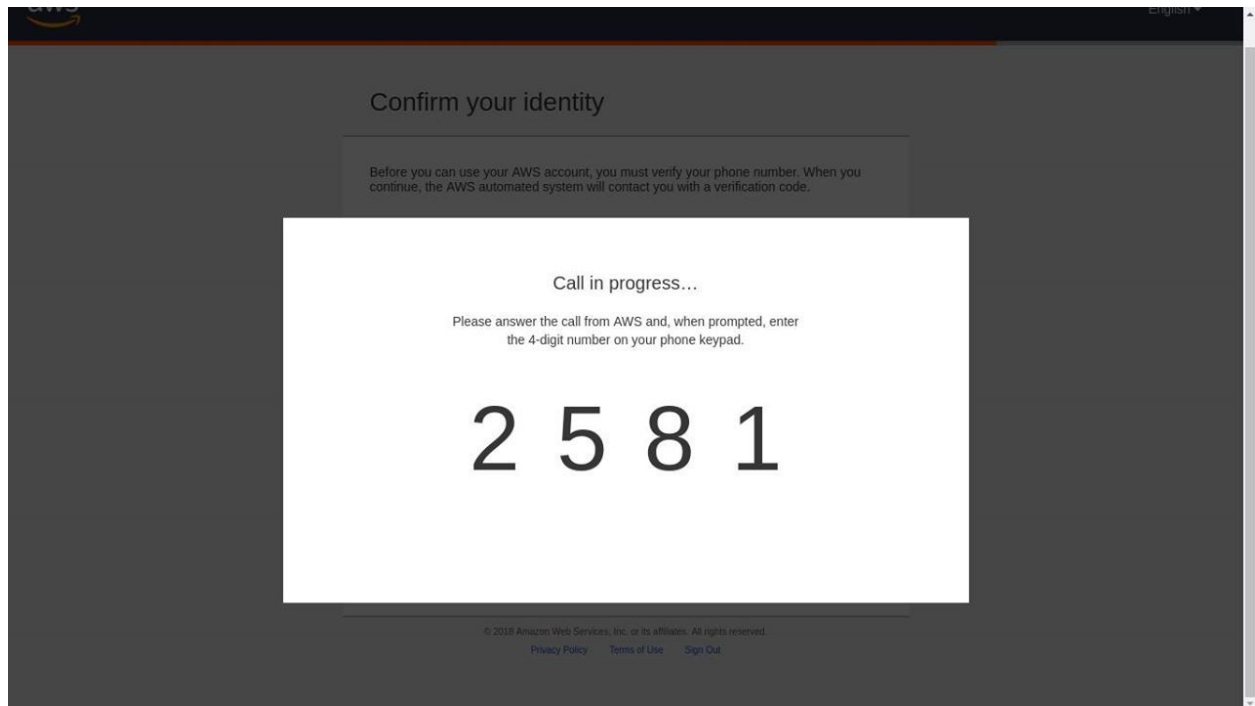 aws
English
Confirm your identity
Before you can use your AWS account, you must verify your phone number. When you
continue, the AWS automated system will contact you with a verification code.
Call in progress…
Please answer the call from AWS and, when prompted, enter
the 4-digit number on your phone keypad.
2 5 8 1
© 2018 Amazon Web Services, Inc. or its affiliates. All rights reserved.
Privacy Policy Terms of Use Sign Out